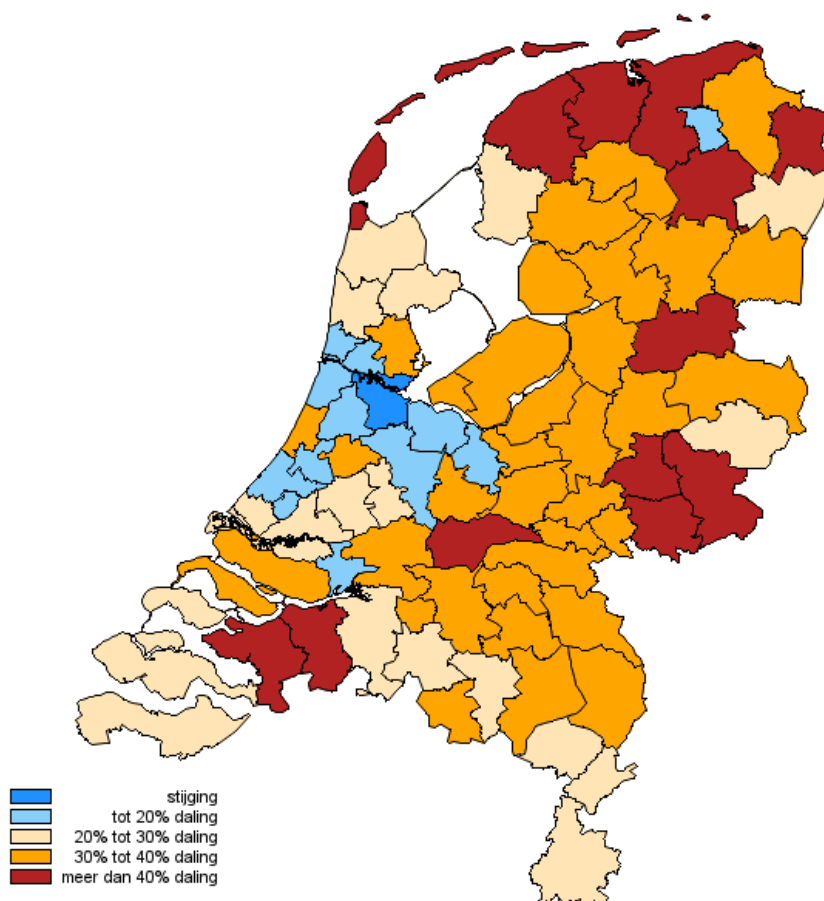 stijging
tot 20% daling
20% tot 30% daling
30% tot 40% daling
meer dan 40% daling